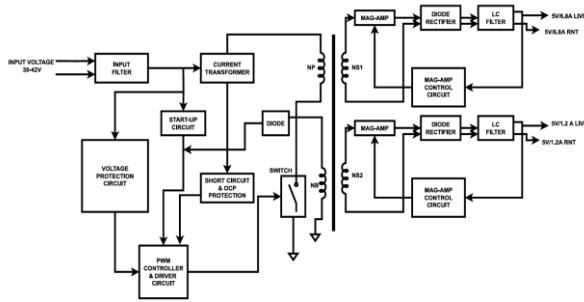 INPUT VOLTAGE
30-42V
INPUT
FILTER
CURRENT
TRANSFORMER
START-UP
CIRCUIT
DIODE
VOLTAGE
PROTECTION
CIRCUIT
SHORT CIRCUIT
& OCP
PROTECTION
SWITCH
PWM
CONTROLLER
& DRIVER
CIRCUIT
NP
NB
NS1
MAG-AMP
DIODE
RECTIFIER
LC
FILTER
5V/6.8A LIVE
5V/6.8A RNT
MAG-AMP
CONTROL
CIRCUIT
NS2
MAG-AMP
DIODE
RECTIFIER
LC
FILTER
5V/1.2 A LIVE
5V/1.2A RNT
MAG-AMP
CONTROL
CIRCUIT